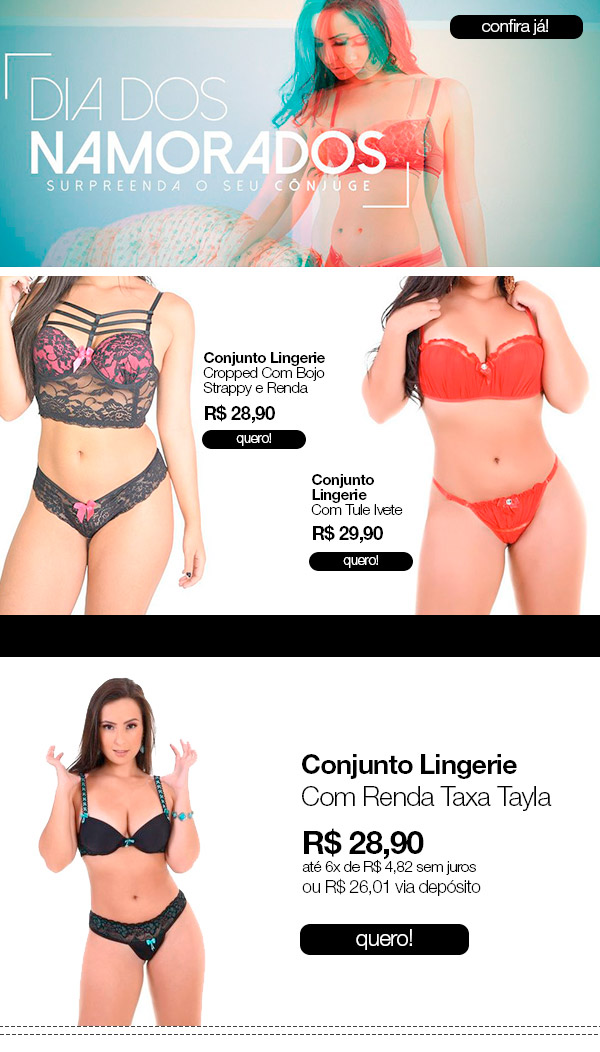 confira já!
DIA DOS
NAMORADOS
SURPREENDA O SEU CÔNJUGE
Conjunto Lingerie
Cropped Com Bojo
Strappy e Renda
R$ 28,90
quero!
Conjunto
Lingerie
Com Tule Ivete
R$ 29,90
quero!
Conjunto Lingerie
Com Renda Taxa Tayla
R$ 28,90
até 6x de R$ 4,82 sem juros
ou R$ 26,01 via depósito
quero!